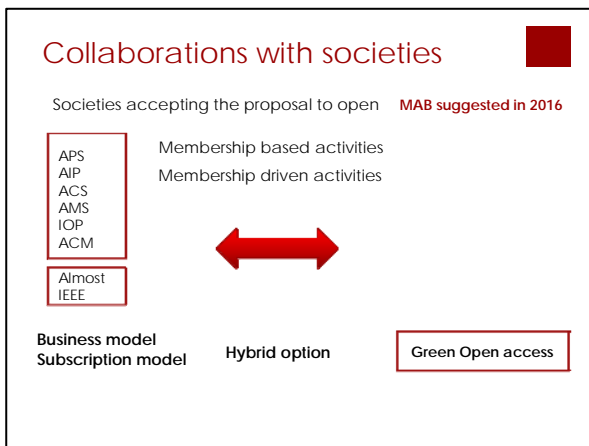 Collaborations with societies
Societies accepting the proposal to open MAB suggested in 2016
APS
AIP
ACS
AMS
IOP
ACM
Membership based activities
Membership driven activities
Almost
IEEE
Business model
Subscription model
Hybrid option
Green Open access